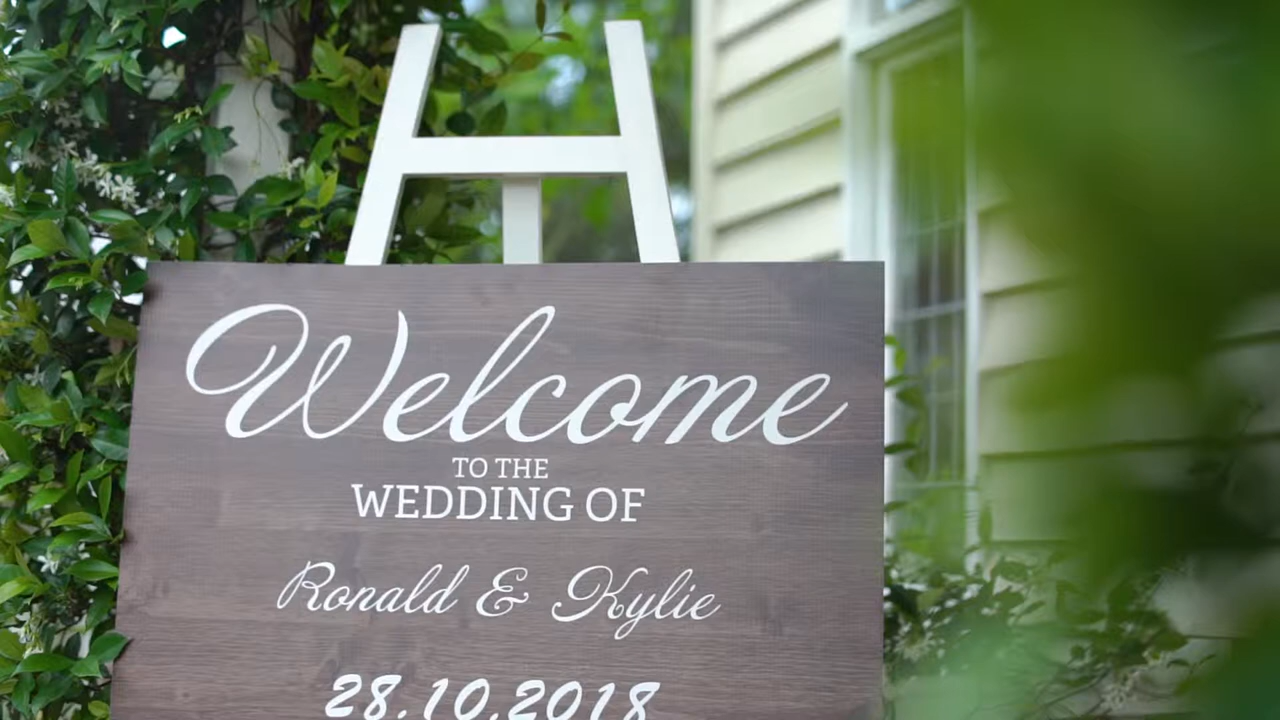 Welcome
TO THE
WEDDING OF
Ronald & Kylie
28.10.2018